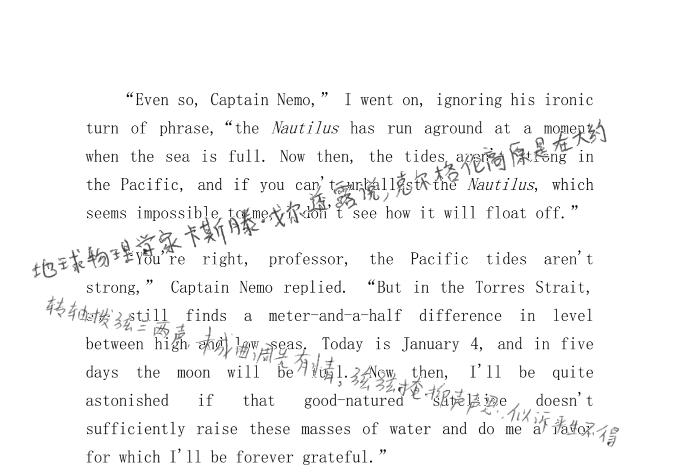 “Even so, Captain Nemo,” I went on, ignoring his ironic
turn of phrase, “the Nautilus has run aground at a moment
when the sea is full. Now then, the tides aren't strong in
the Pacific, and if you can't unballast the Nautilus, which
seems impossible to me, I don't see how it will float off.”
地球物理学家卡斯滕·戈尔透露说,克尔格伦高原是在大约
“You're right, professor, the Pacific tides aren't
strong,” Captain Nemo replied. “But in the Torres Strait,
one still finds a meter-and-a-half difference in level
between high and low seas. Today is January 4, and in five
days the moon will be full. Now then, I'll be quite
astonished if that good-natured satellite doesn't
sufficiently raise these masses of water and do me a favor
for which I'll be forever grateful.”
转轴拨弦三两声,未成曲调先有情;弦弦掩抑声声思,似诉平生不得